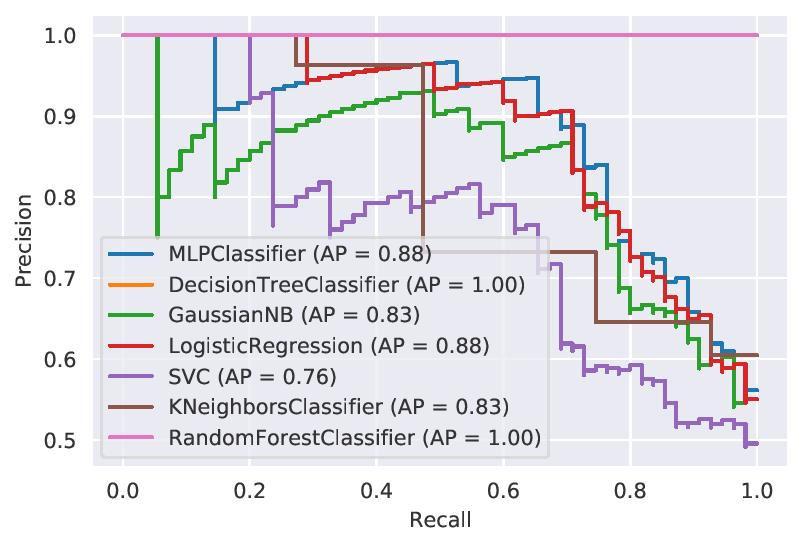 1.0
0.9
0.8
0.7
0.6
0.5
Precision
MLPClassifier (AP = 0.88)
DecisionTreeClassifier (AP = 1.00)
GaussianNB (AP = 0.83)
LogisticRegression (AP = 0.88)
SVC (AP = 0.76)
KNeighborsClassifier (AP = 0.83)
RandomForestClassifier (AP = 1.00)
0.0 0.2 0.4 0.6 0.8 1.0
Recall